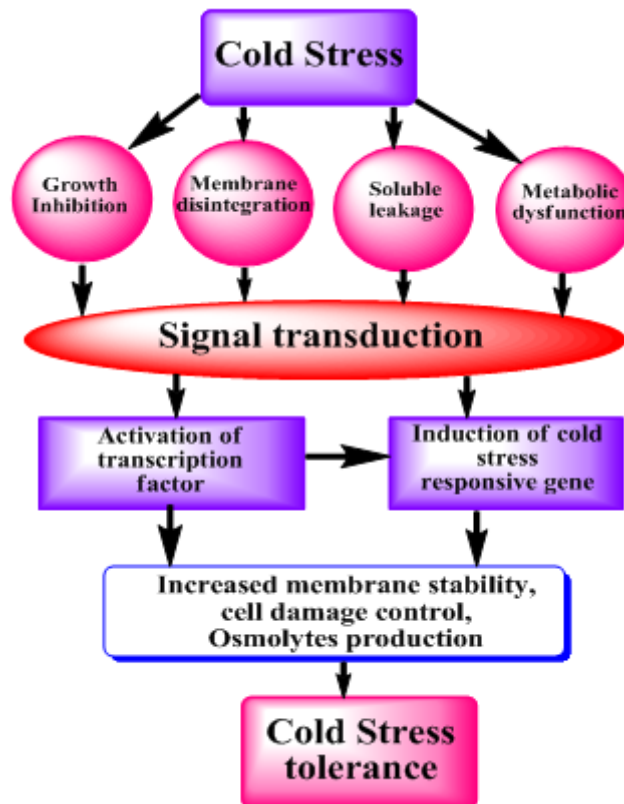 Cold Stress
Growth
Inhibition
Membrane
disintegration
Soluble
leakage
Metabolic
dysfunction
Signal transduction
Activation of
transcription
factor
Induction of cold
stress
responsive gene
Increased membrane stability,
cell damage control,
Osmolytes production
Cold Stress
tolerance